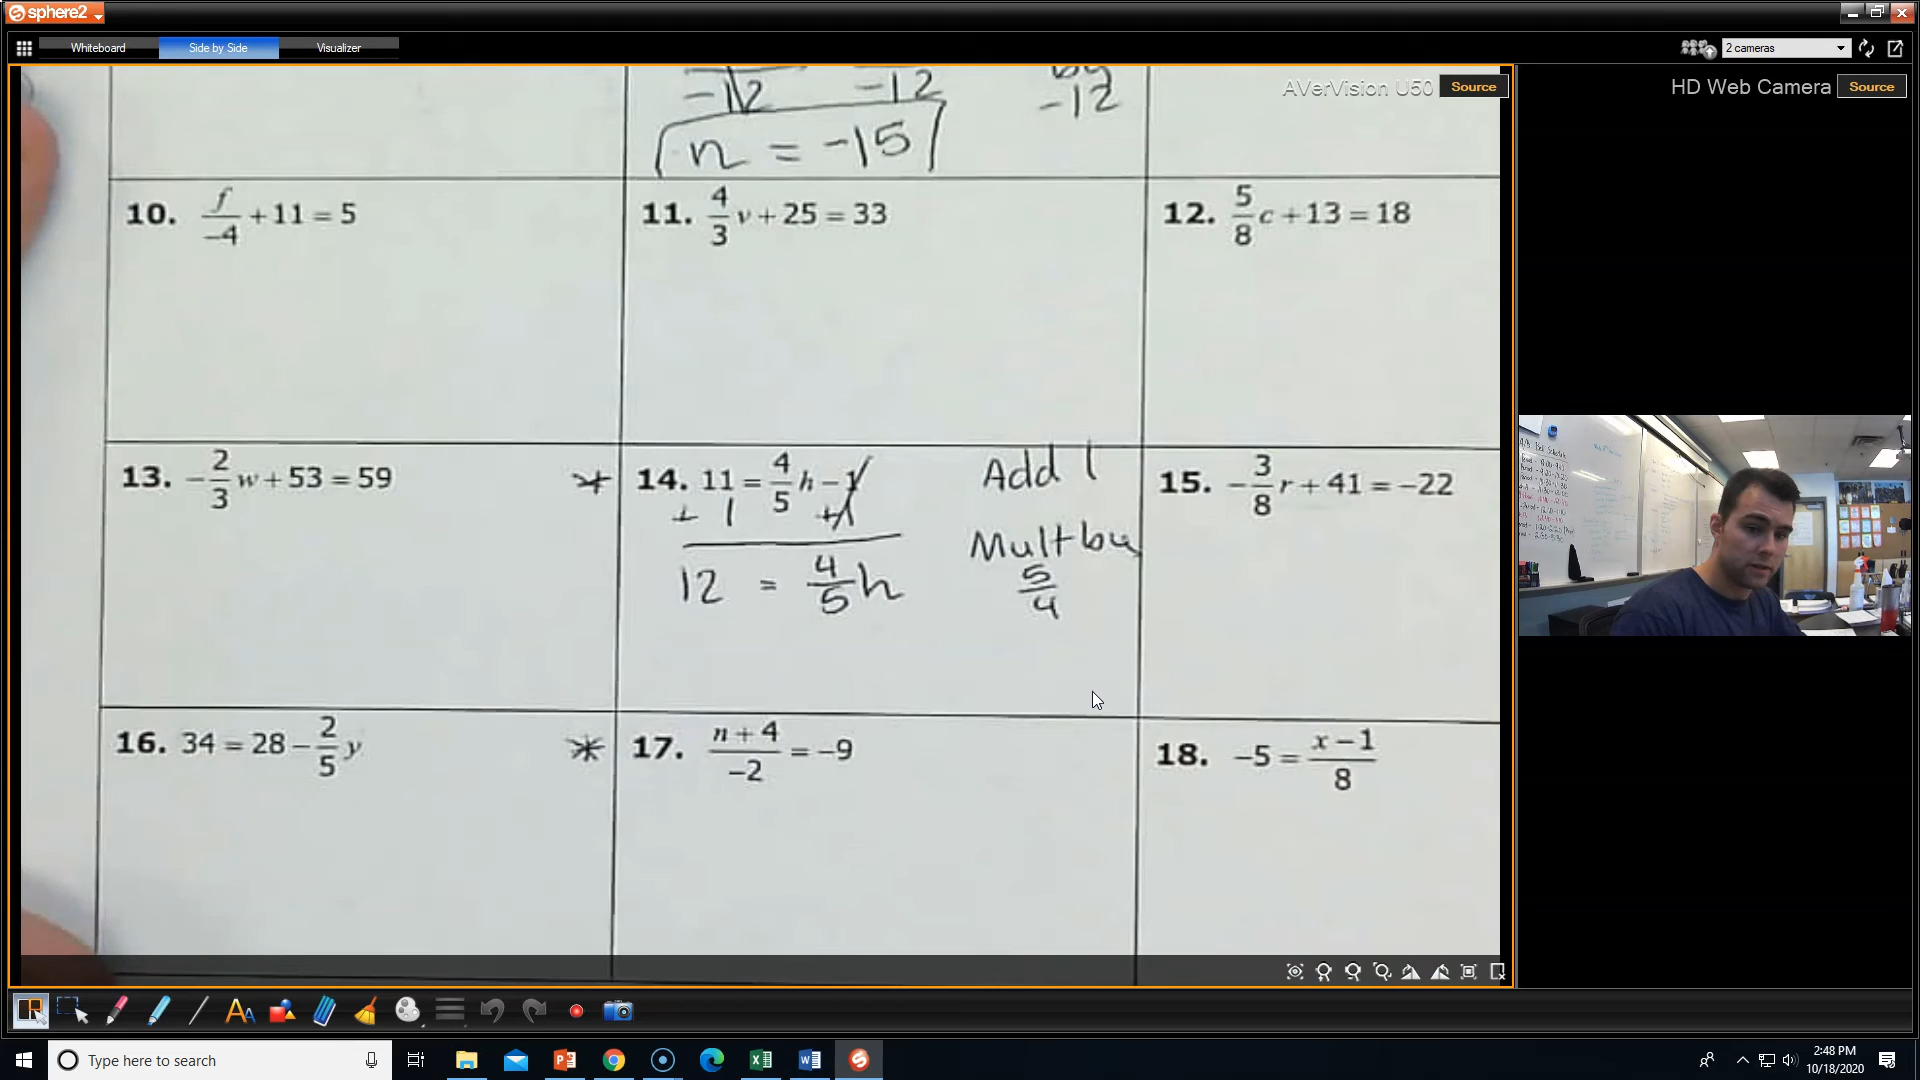 sphere2
Whiteboard
Side by Side
Visualizer
2 cameras
AVerVision U50
Source
HD Web Camera
Source
-12 -12 by
-12
n = -15
10. f/-4 + 11 = 5
11. 4/3 v + 25 = 33
12. 5/8 c + 13 = 18
13. -2/3 w + 53 = 59
* 14. 11 = 4/5 h - 1
+ 1 +1
12 = 4/5 h
Add 1
Mult by
5/4
15. -3/8 r + 41 = -22
16. 34 = 28 - 2/5 y
* 17. n + 4/-2 = -9
18. -5 = x - 1/8
Type here to search
2:48 PM
10/18/2020